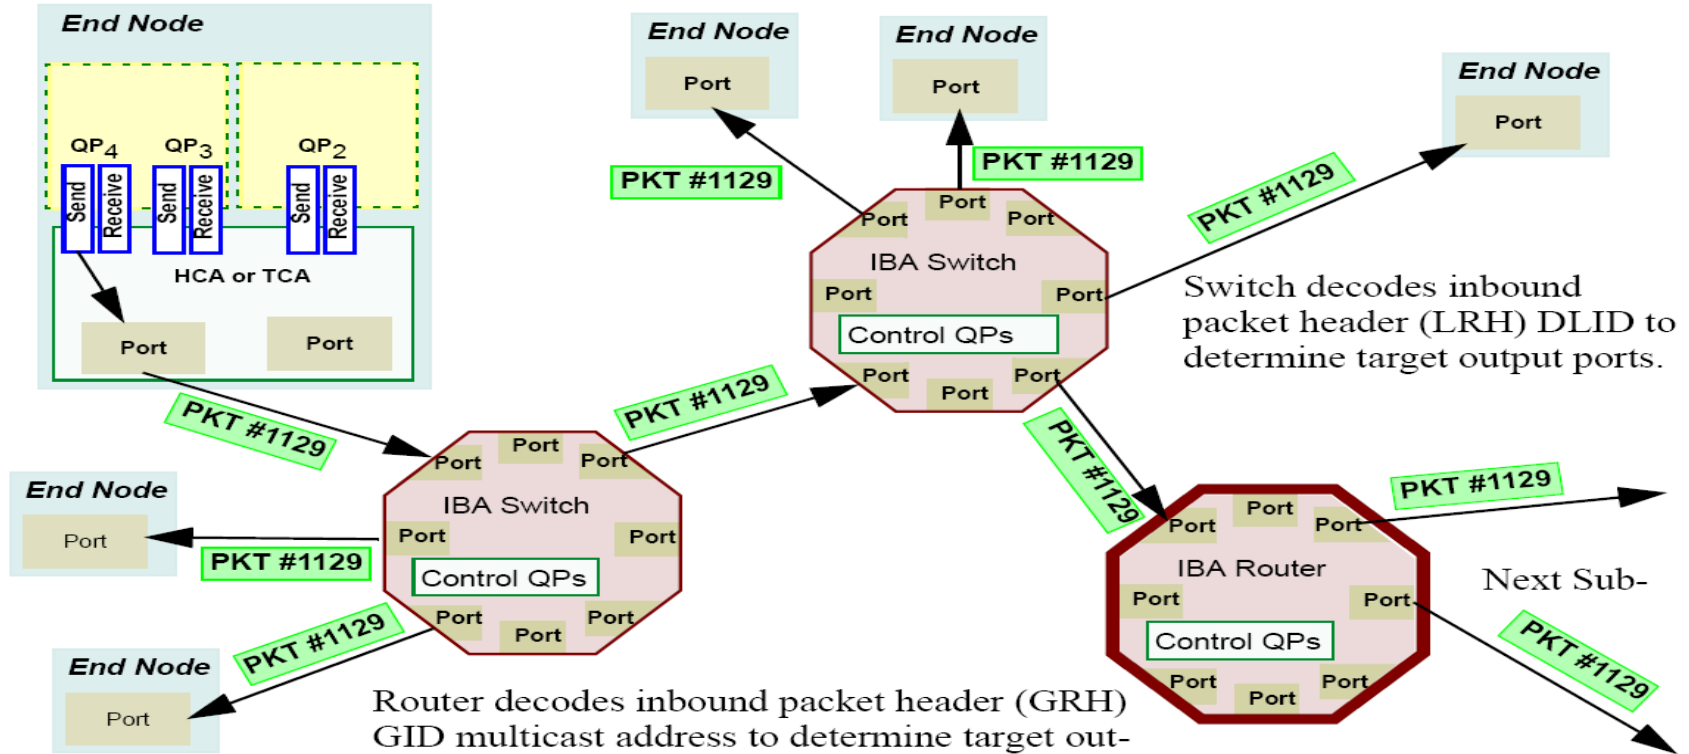 End Node
QP4
QP3
QP2
Send
Receive
Send
Receive
Send
Receive
HCA or TCA
Port
Port
PKT #1129
End Node
Port
PKT #1129
End Node
Port
PKT #1129
End Node
Port
PKT #1129
Port
Port
Port
IBA Switch
Port
Port
Control QPs
Port
Port
Port
Switch decodes inbound
packet header (LRH) DLID to
determine target output ports.
PKT #1129
PKT #1129
Port
Port
Port
IBA Switch
Port
Port
Control QPs
Port
Port
Port
End Node
Port
PKT #1129
End Node
Port
PKT #1129
Port
Port
Port
IBA Router
Port
Port
Control QPs
Port
Port
Port
PKT #1129
Next Sub-
PKT #1129
Router decodes inbound packet header (GRH)
GID multicast address to determine target out-